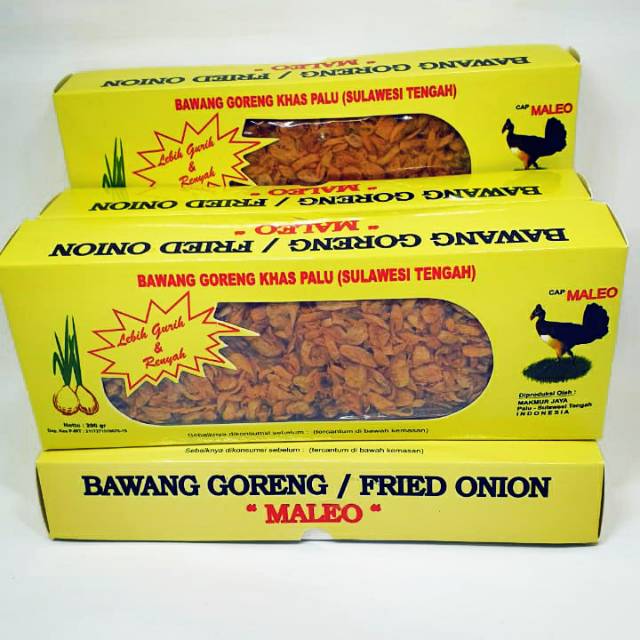 BAWANG GORENG / FRIED ONION
BAWANG GORENG KHAS PALU (SULAWESI TENGAH)
CAP MALEO
Lebih Gurih
&
Renyah
BAWANG GORENG / FRIED ONION
" MALEO "
BAWANG GORENG / FRIED ONION
" MALEO "
BAWANG GORENG KHAS PALU (SULAWESI TENGAH)
CAP MALEO
Lebih Gurih
&
Renyah
Diproduksi Oleh :
MAKMUR JAYA
Palu - Sulawesi Tengah
INDONESIA
Netto : 200 gr
Sebaiknya dikonsumsi sebelum : (tercantum di bawah kemasan)
Sebaiknya dikonsumsi sebelum : (tercantum di bawah kemasan)
BAWANG GORENG / FRIED ONION
" MALEO "